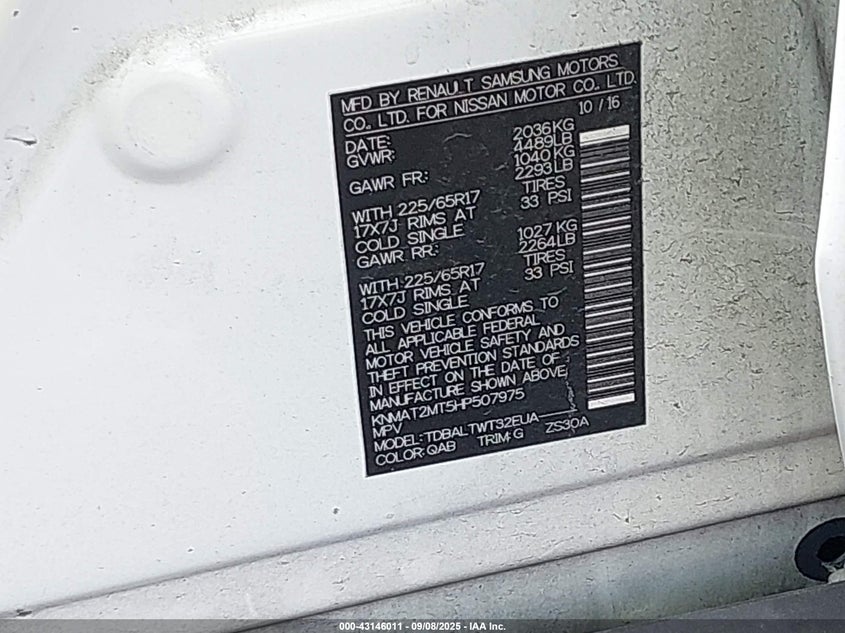 MFD BY RENAULT SAMSUNG MOTORS
CO., LTD. FOR NISSAN MOTOR CO., LTD.
DATE: 10 / 16
GVWR: 2036KG
4489LB
GAWR FR.: 1040 KG
2293LB
WITH 225/65R17 TIRES
17X7J RIMS AT 33 PSI
COLD SINGLE
GAWR RR.: 1027 KG
2264LB
WITH 225/65R17 TIRES
17X7J RIMS AT 33 PSI
COLD SINGLE
THIS VEHICLE CONFORMS TO
ALL APPLICABLE FEDERAL
MOTOR VEHICLE SAFETY AND
THEFT PREVENTION STANDARDS
IN EFFECT ON THE DATE OF
MANUFACTURE SHOWN ABOVE,
KNMAT2MT5HP507975
MPV
MODEL: TDBALTWT32EUA
COLOR: QAB TRIM: G ZS30A
000-43146011 - 09/08/2025 - IAA Inc.